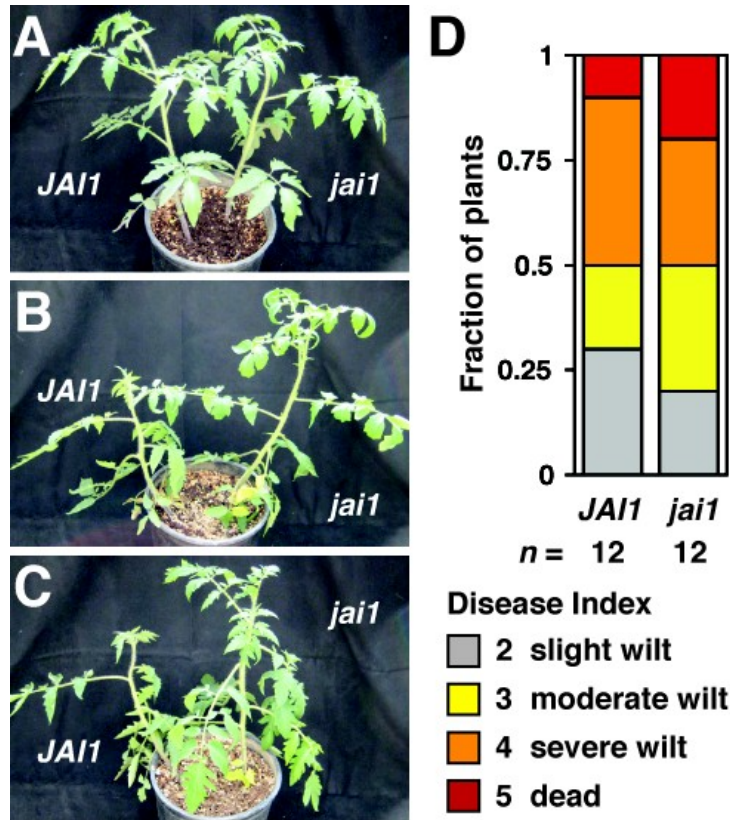 A
JAI1
jai1
B
JAI1
jai1
C
jai1
JAI1
D
Fraction of plants
1
0.75
0.5
0.25
0
JAI1 jai1
n = 12 12
Disease Index
2 slight wilt
3 moderate wilt
4 severe wilt
5 dead